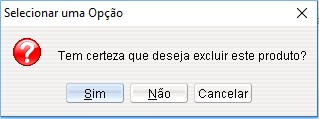 Selecionar uma Opção
Tem certeza que deseja excluir este produto?
Sim Não Cancelar